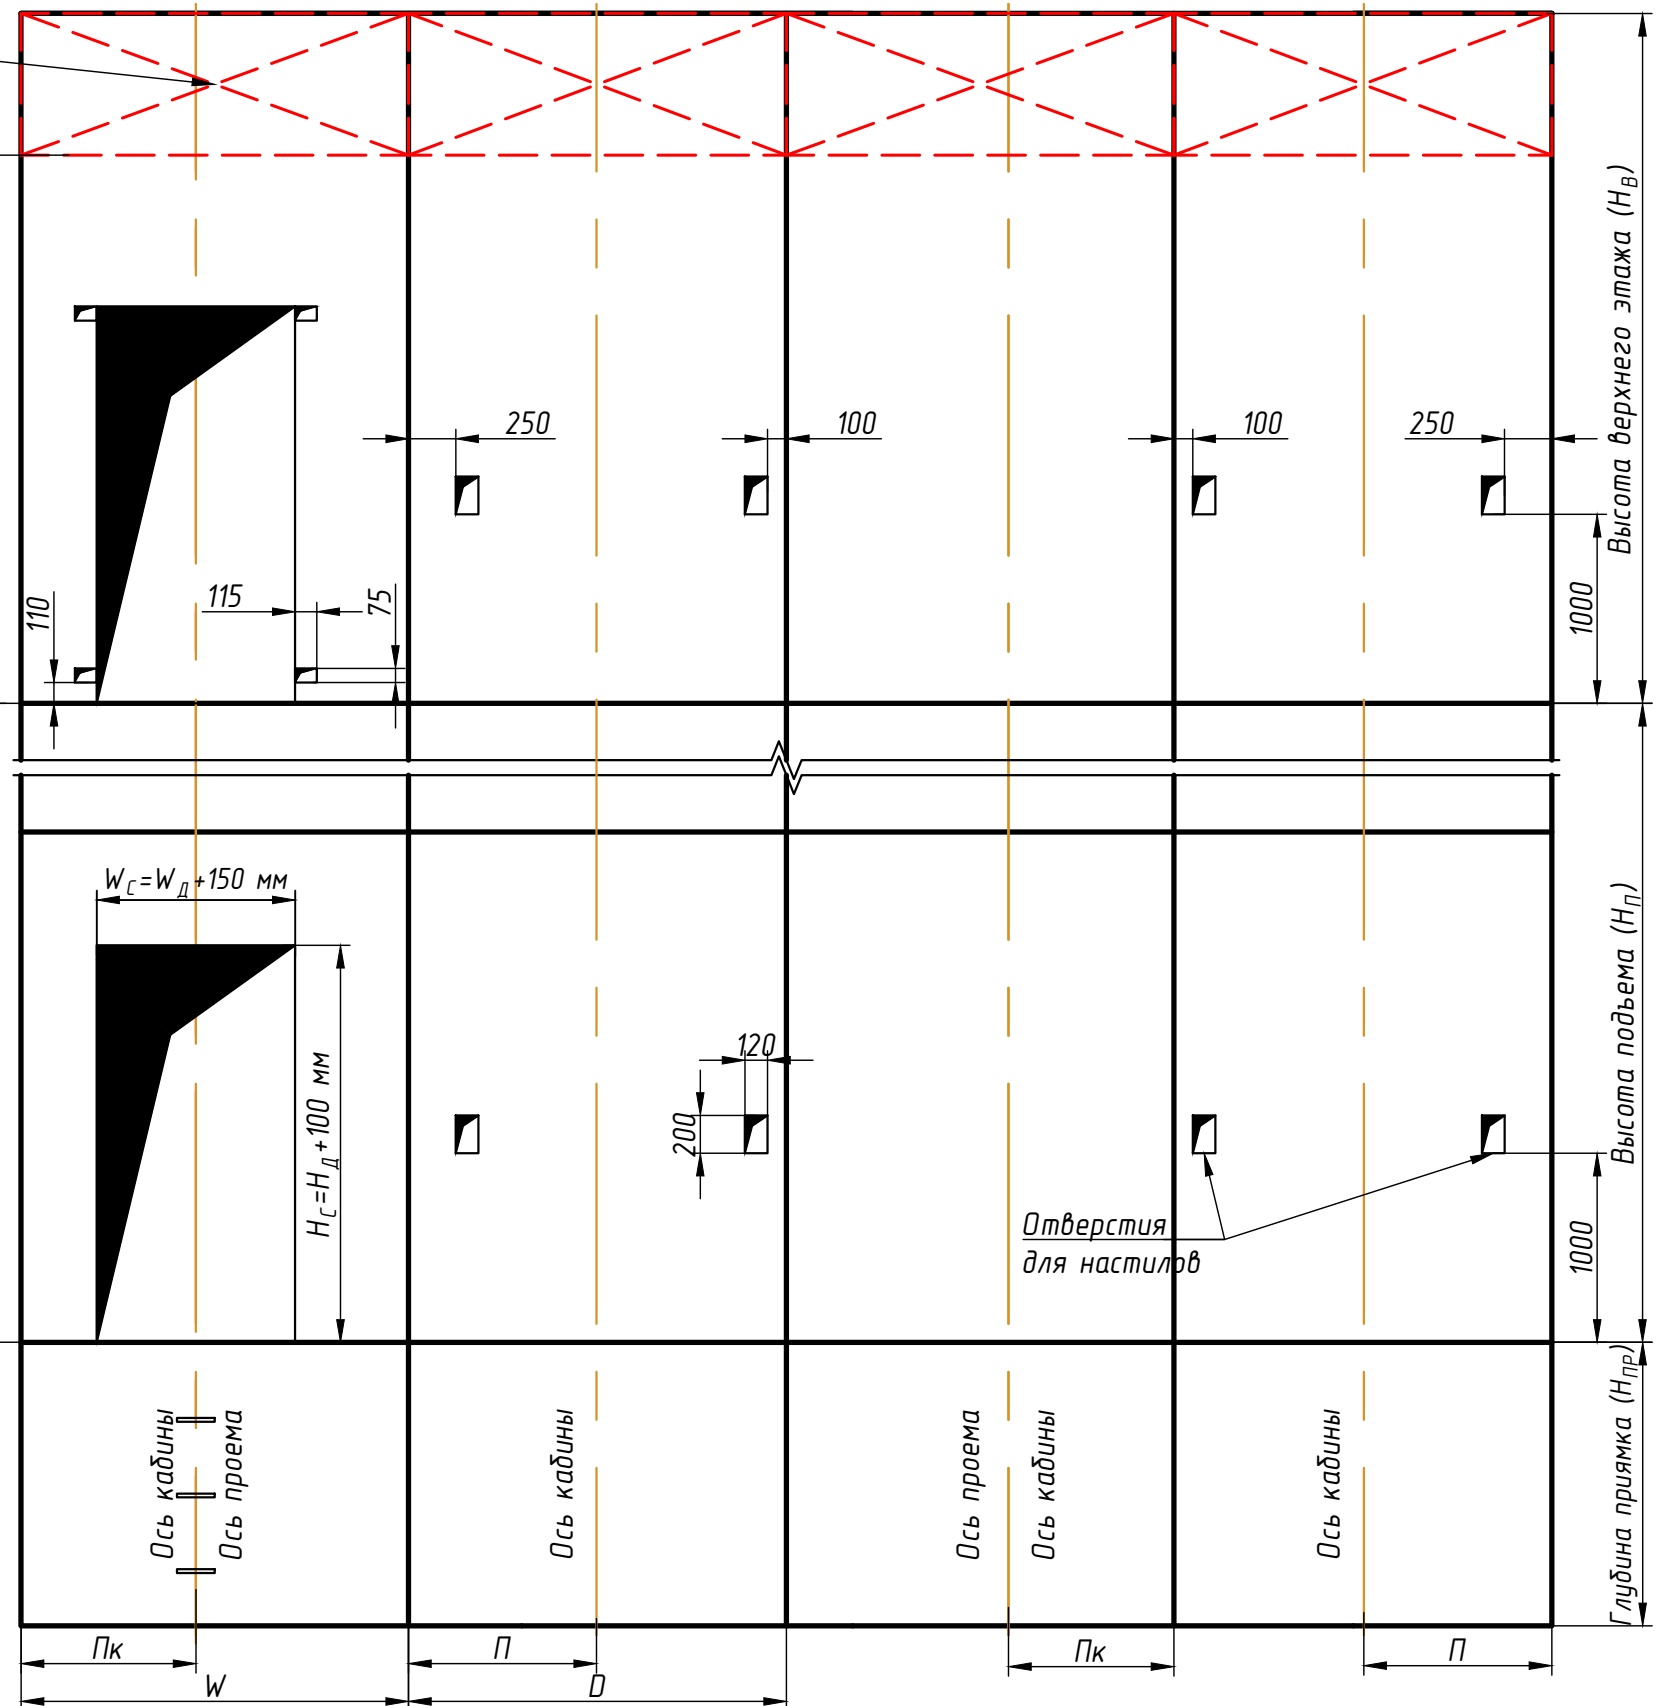 Высота верхнего этажа (HВ)
250
100
100
250
1000
110
115
75
WС=WД+150 мм
HС=HД+100 мм
120
200
Высота подьема (HП)
Отверстия
для настилов
1000
Ось кабины
Ось проема
Ось кабины
Ось проема
Ось кабины
Ось кабины
Глубина приямка (HПР)
Пк
П
Пк
П
W
D